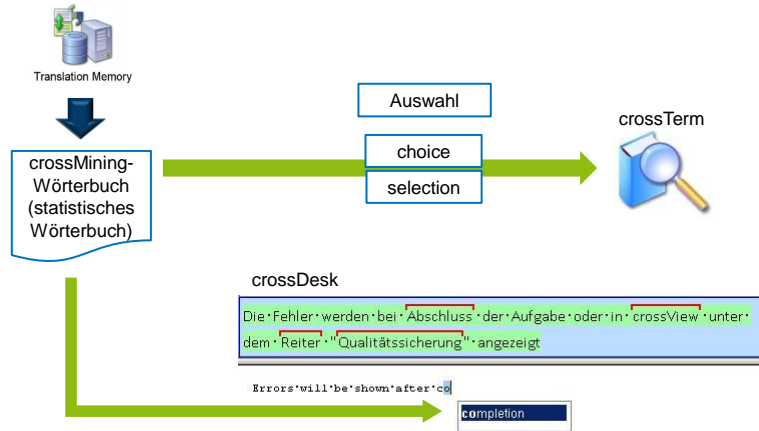 Translation Memory
crossMining-
Wörterbuch
(statistisches
Wörterbuch)
Auswahl
choice
selection
crossTerm
crossDesk
Die·Fehler·werden·bei·Abschluss·der·Aufgabe·oder·in·crossView·unter·
dem·Reiter·"Qualitätssicherung"·angezeigt
Errors·will·be·shown·after·co
completion